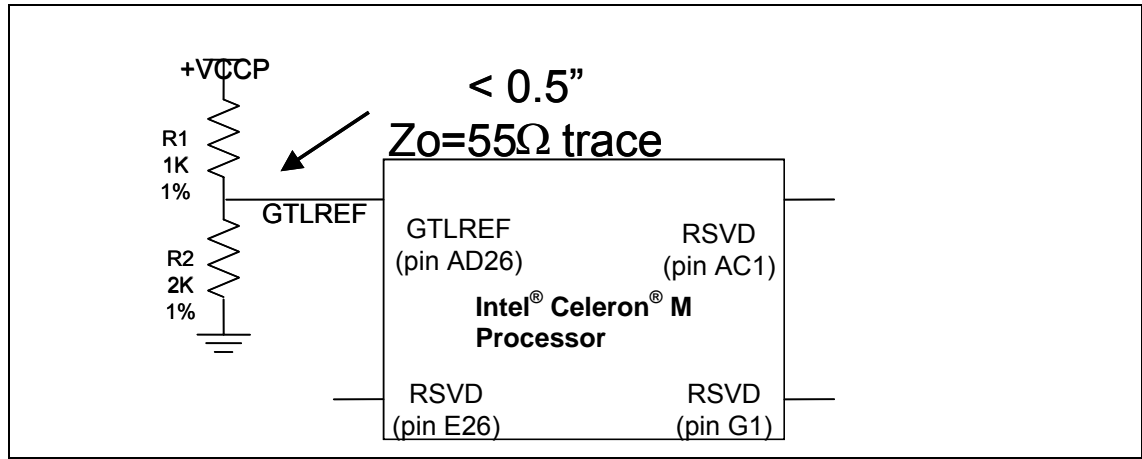 +VCCP
< 0.5”
Zo=55Ω trace
R1
1K
1%
GTLREF
R2
2K
1%
GTLREF
(pin AD26)
RSVD
(pin AC1)
Intel® Celeron® M
Processor
RSVD
(pin E26)
RSVD
(pin G1)